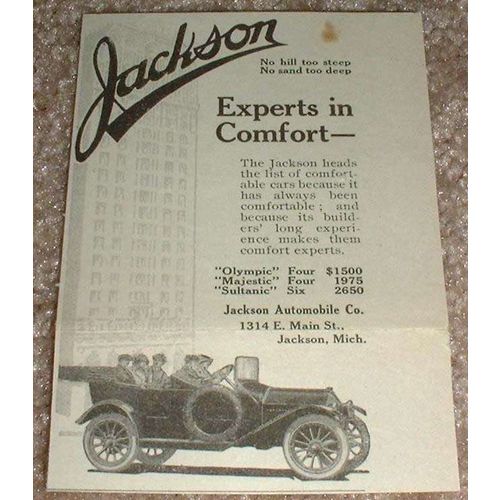 Jackson
No hill too steep
No sand too deep
Experts in
Comfort—
The Jackson heads
the list of comfort-
able cars because it
has always been
comfortable; and
because its build-
ers' long experi-
ence makes them
comfort experts.
"Olympic" Four $1500
"Majestic" Four 1975
"Sultanic" Six 2650
Jackson Automobile Co.
1314 E. Main St.,
Jackson, Mich.